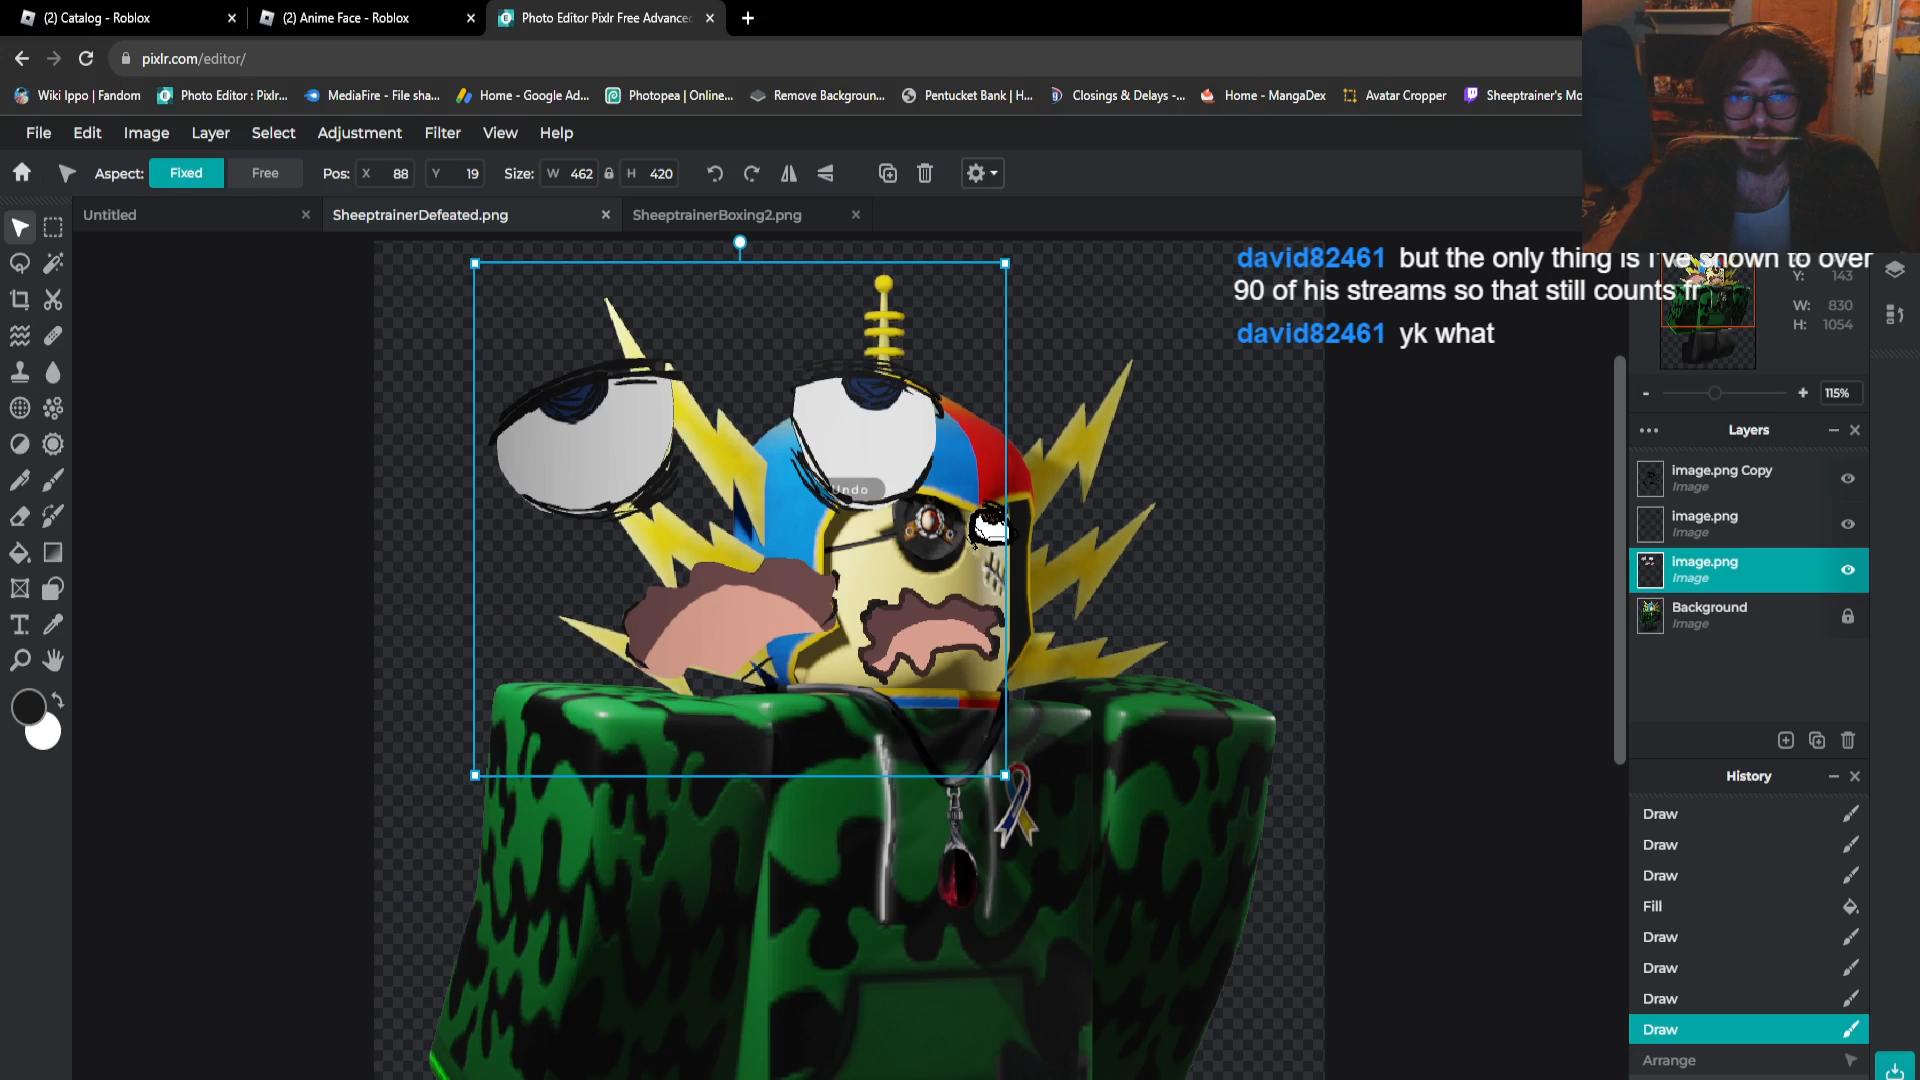 (2) Catalog - Roblox
(2) Anime Face - Roblox
Photo Editor Pixlr Free Advance
pixlr.com/editor/
Wiki Ippo | Fandom
Photo Editor : Pixlr...
MediaFire - File sha...
Home - Google Ad...
Photopea | Online...
Remove Backgroun...
Pentucket Bank | H...
Closings & Delays -...
Home - MangaDex
Avatar Cropper
Sheeptrainer's Mo
File Edit Image Layer Select Adjustment Filter View Help
Aspect: Fixed Free Pos: X 88 Y 19 Size: W 462 H 420
Untitled
SheeptrainerDefeated.png
SheeptrainerBoxing2.png
david82461 but the only thing is I've shown to over
90 of his streams so that still counts fr
david82461 yk what
Y: 143
W: 830
H: 1054
115%
Layers
image.png Copy
Image
image.png
Image
image.png
Image
Background
Image
Undo
History
Draw
Draw
Draw
Fill
Draw
Draw
Draw
Draw
Arrange